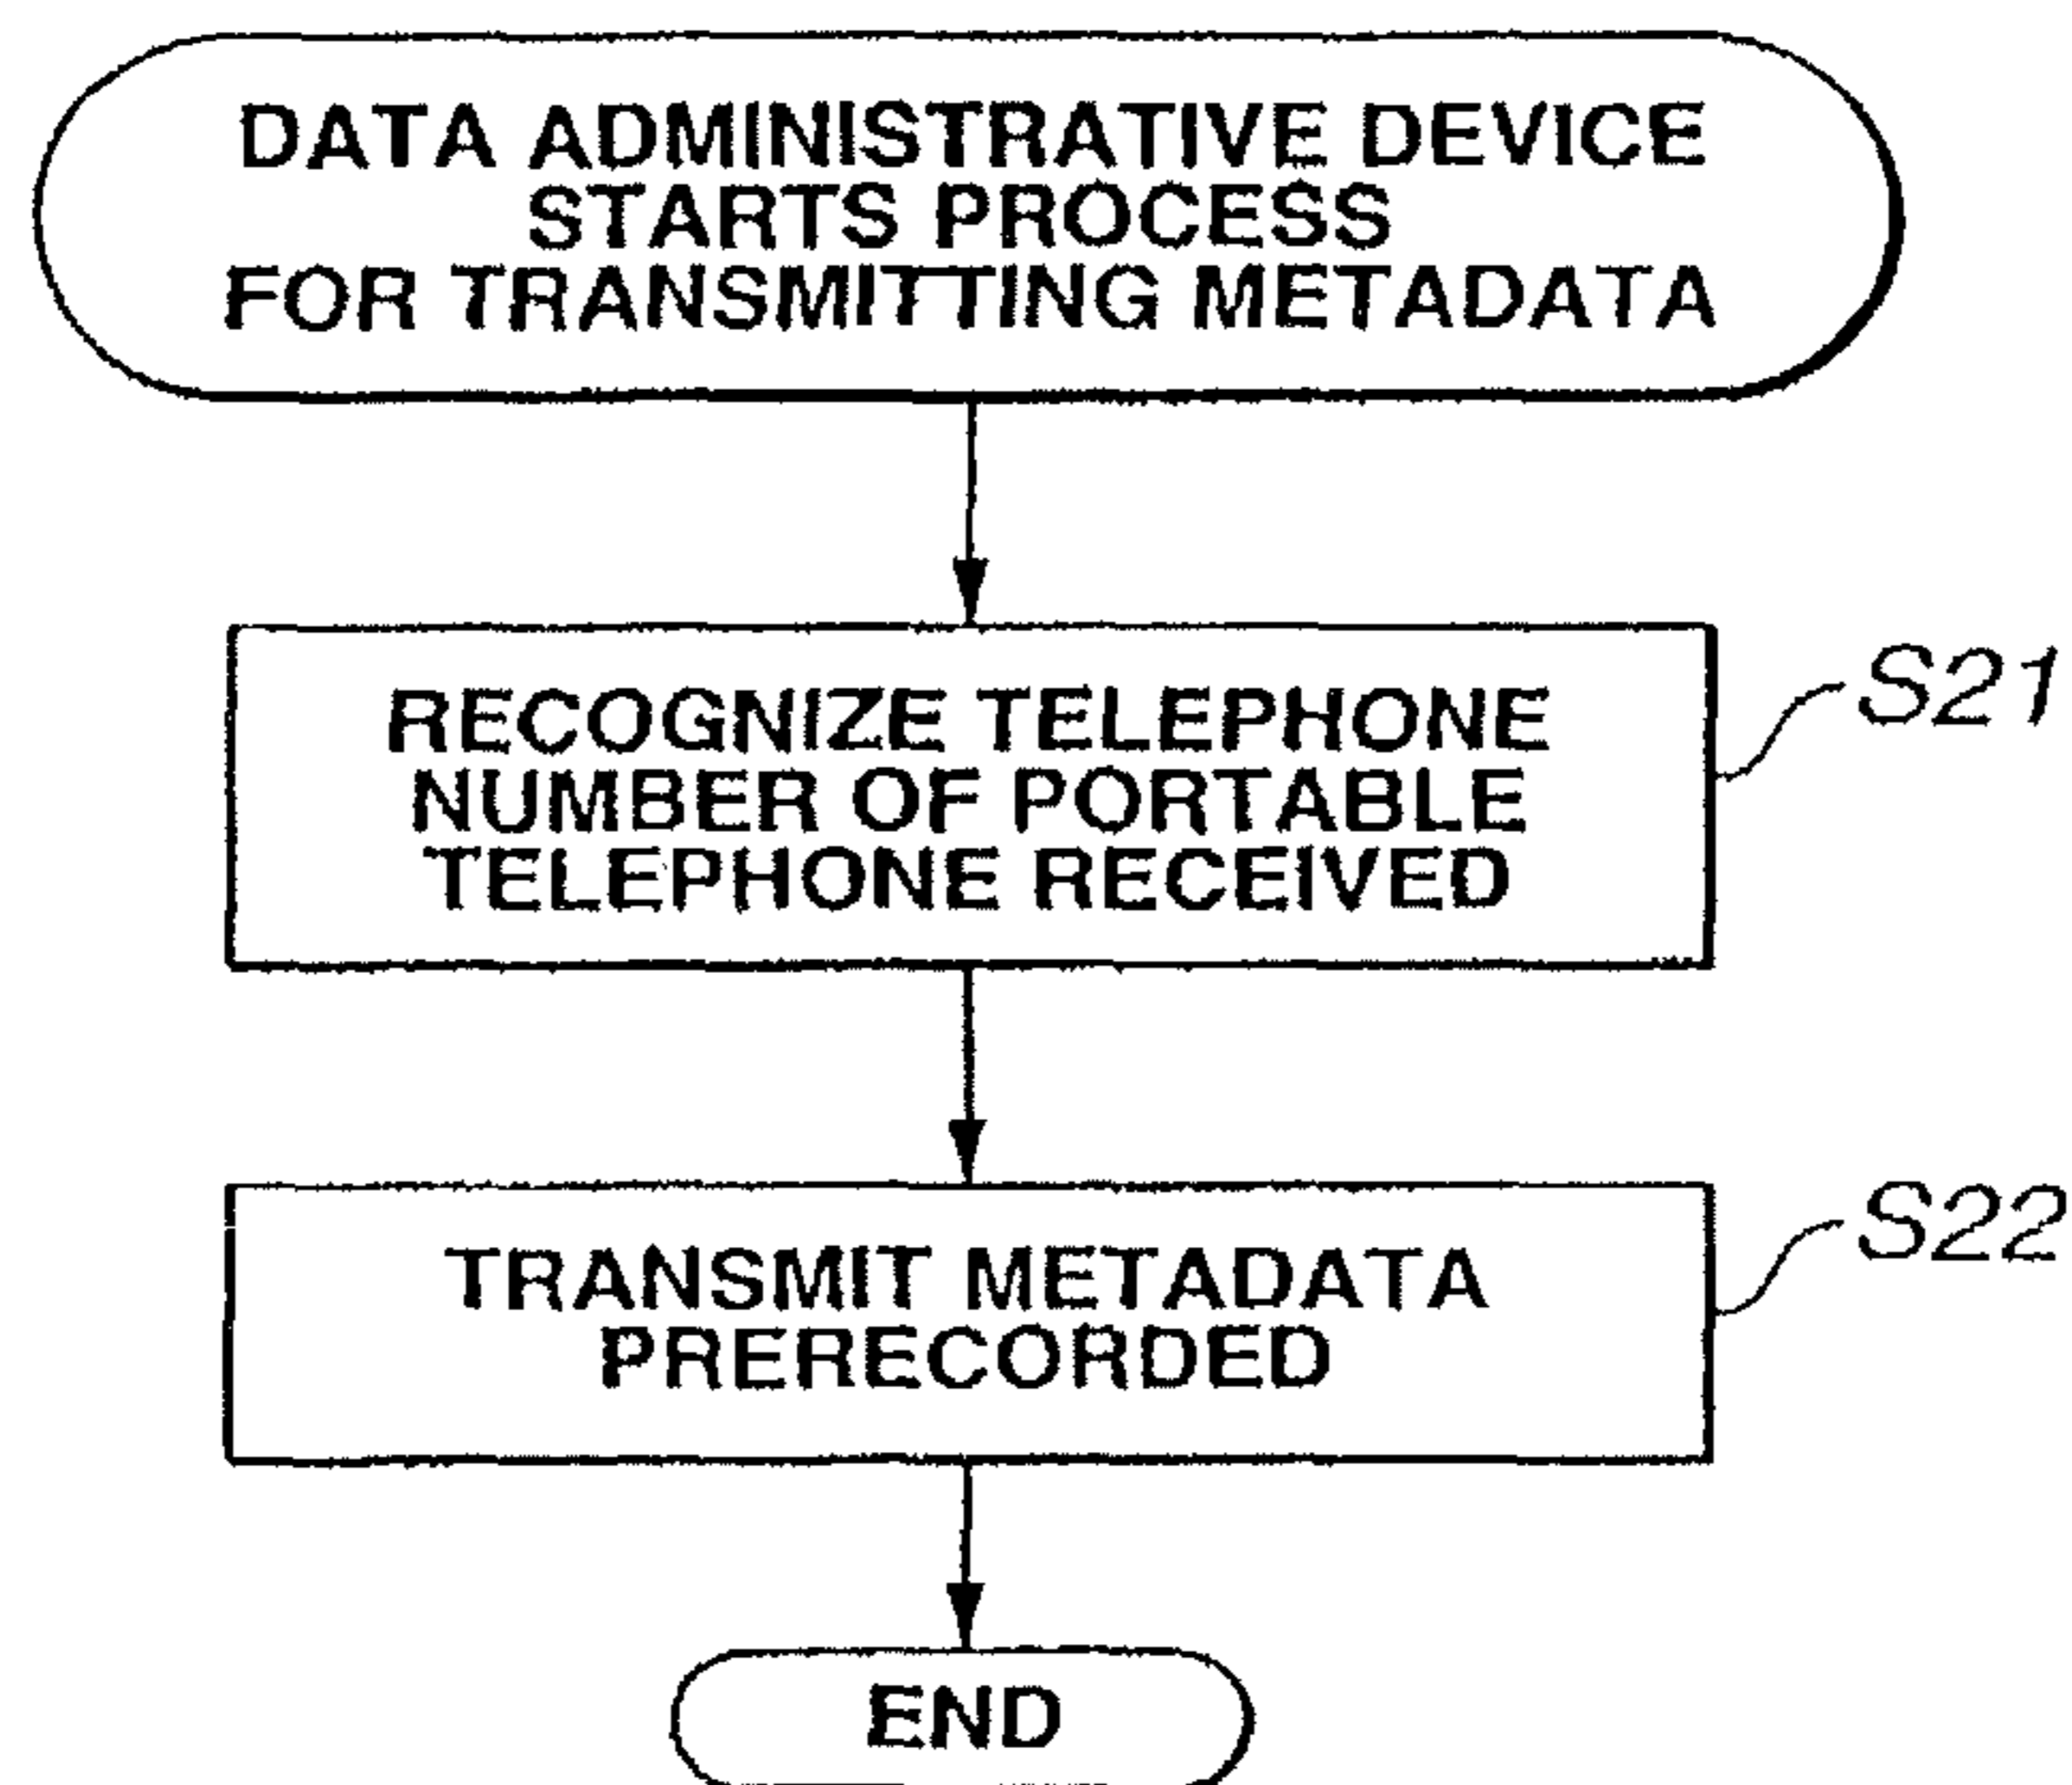 DATA ADMINISTRATIVE DEVICE
STARTS PROCESS
FOR TRANSMITTING METADATA
RECOGNIZE TELEPHONE
NUMBER OF PORTABLE
TELEPHONE RECEIVED
S21
TRANSMIT METADATA
PRERECORDED
S22
END